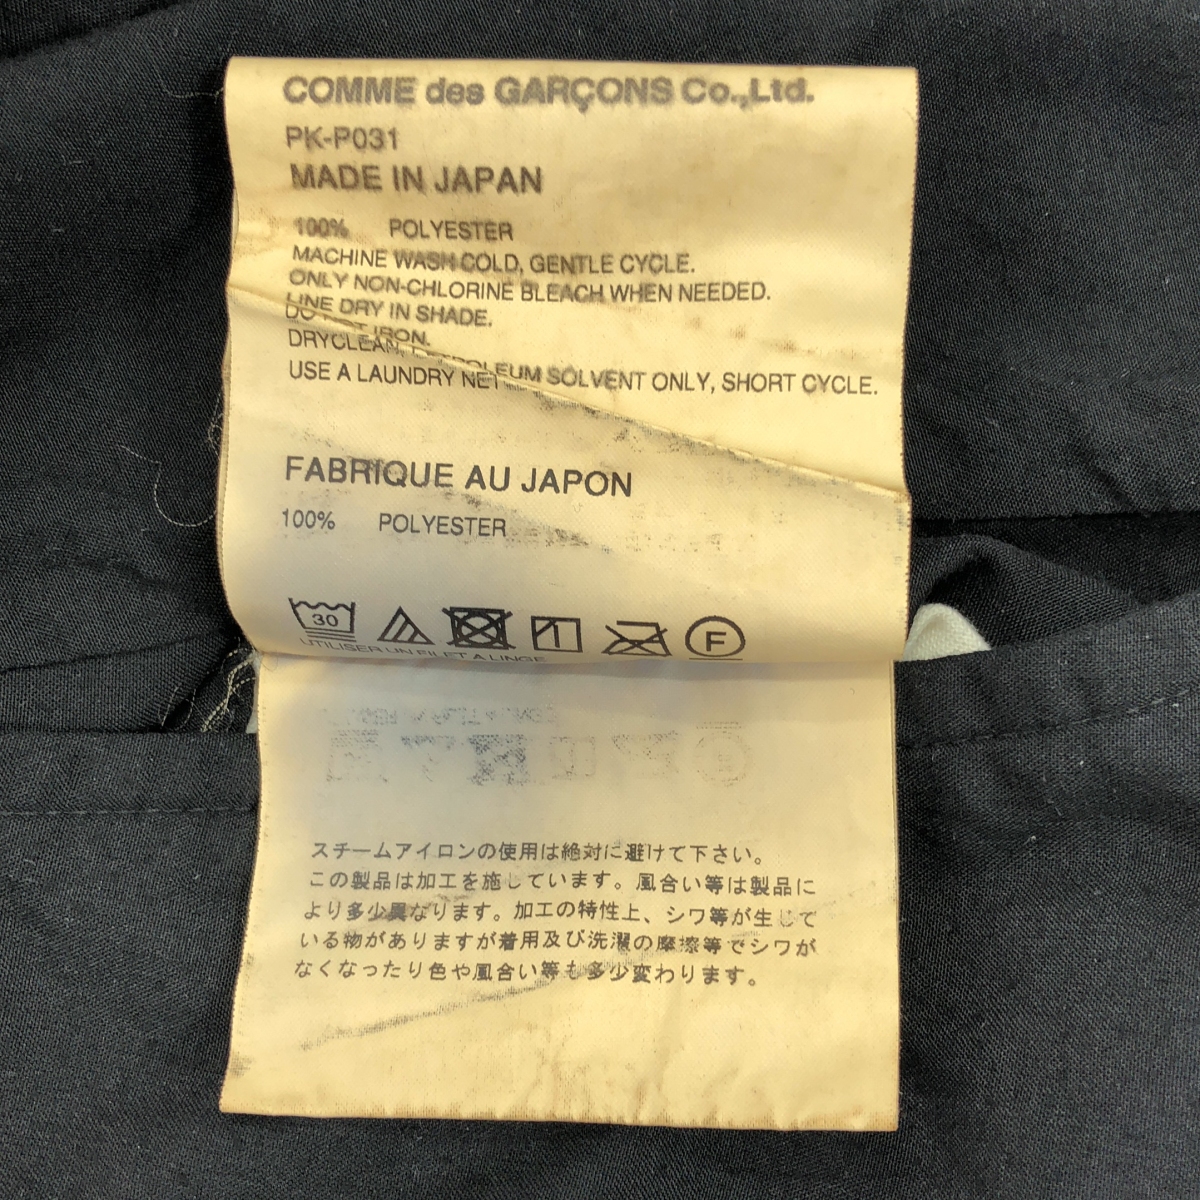 COMME des GARÇONS Co.,Ltd.
PK-P031
MADE IN JAPAN
100% POLYESTER
MACHINE WASH COLD, GENTLE CYCLE.
ONLY NON-CHLORINE BLEACH WHEN NEEDED.
LINE DRY IN SHADE.
DO NOT IRON.
DRYCLEAN, PETROLEUM SOLVENT ONLY, SHORT CYCLE.
USE A LAUNDRY NET
FABRIQUE AU JAPON
100% POLYESTER
30
F
UTILISER UN FILET A LINGE
スチームアイロンの使用は絶対に避けて下さい。
この製品は加工を施しています。風合い等は製品に
より多少異なります。加工の特性上、シワ等が生じて
いる物がありますが着用及び洗濯の摩擦等でシワが
なくなったり色や風合い等も多少変わります。